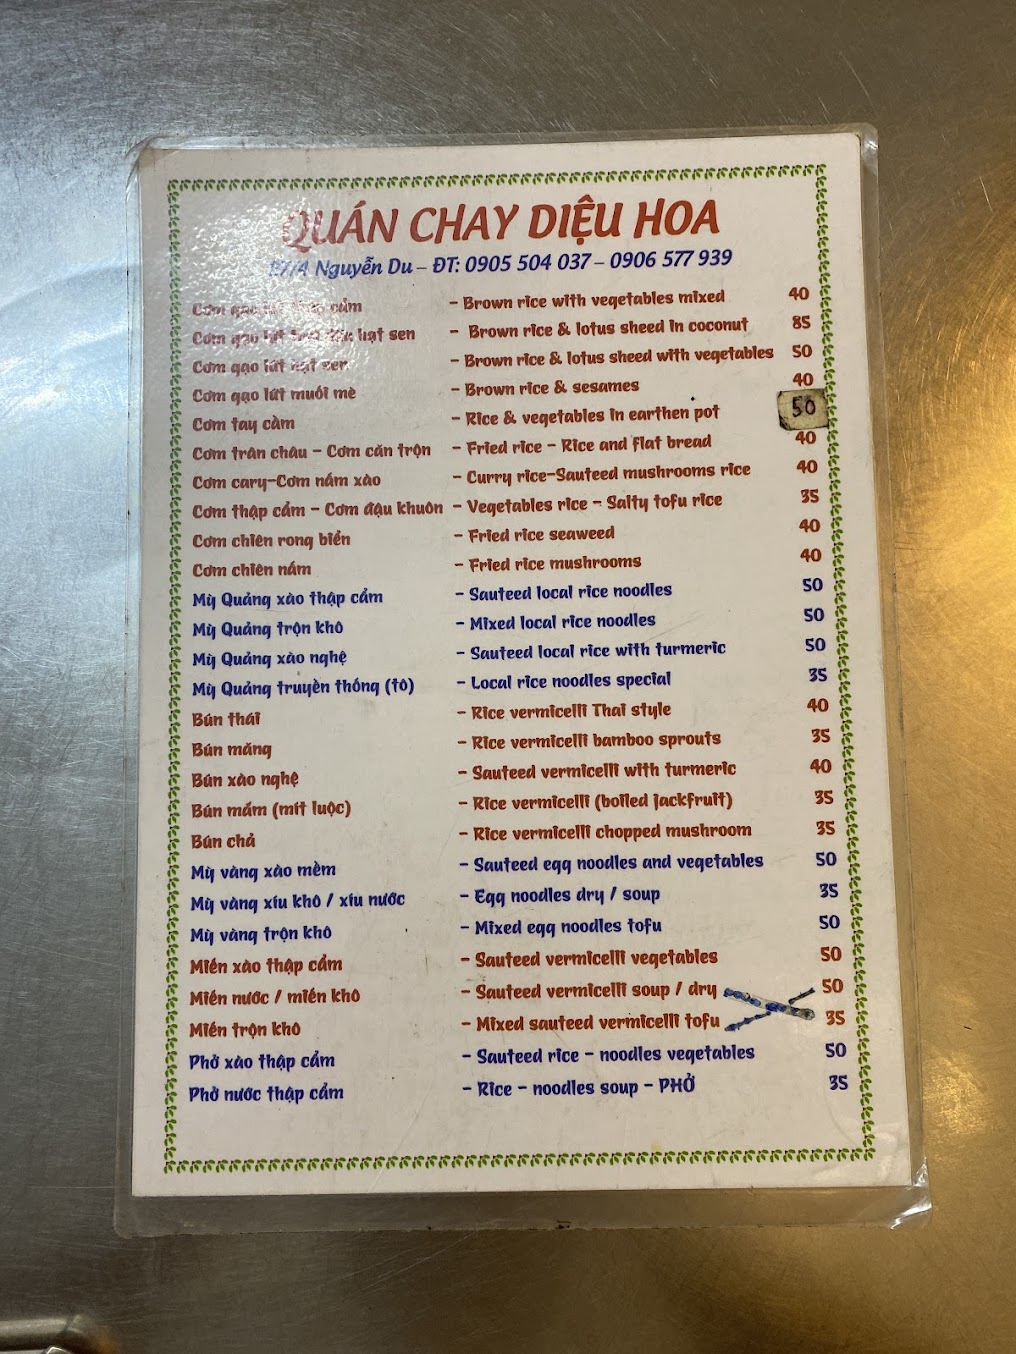 QUÁN CHAY DIỆU HOA
Nguyễn Du – ĐT: 0905 504 037 – 0906 577 939
Cơm gạo cẩm - Brown rice with vegetables mixed 40
Cơm gạo lứt hạt sen - Brown rice & lotus sheed in coconut 85
Cơm gạo lứt hạt sen - Brown rice & lotus sheed with vegetables 50
Cơm gạo lứt muối mè - Brown rice & sesames 40
Cơm tay cầm - Rice & vegetables in earthen pot 50
Cơm trân châu - Cơm căn trộn - Fried rice - Rice and flat bread 40
Cơm cary-Cơm nấm xào - Curry rice-Sauteed mushrooms rice 40
Cơm thập cẩm - Cơm đậu khuôn - Vegetables rice - Salty tofu rice 35
Cơm chiên rong biển - Fried rice seaweed 40
Cơm chiên nấm - Fried rice mushrooms 40
Mỳ Quảng xào thập cẩm - Sauteed local rice noodles 50
Mỳ Quảng trộn khô - Mixed local rice noodles 50
Mỳ Quảng xào nghệ - Sauteed local rice with turmeric 50
Mỳ Quảng truyền thống (tô) - Local rice noodles special 35
Bún thái - Rice vermicelli Thai style 40
Bún măng - Rice vermicelli bamboo sprouts 35
Bún xào nghệ - Sauteed vermicelli with turmeric 40
Bún mắm (mít luộc) - Rice vermicelli (boiled jackfruit) 35
Bún chả - Rice vermicelli chopped mushroom 35
Mỳ vàng xào mềm - Sauteed egg noodles and vegetables 50
Mỳ vàng xíu khô / xíu nước - Egg noodles dry / soup 35
Mỳ vàng trộn khô - Mixed egg noodles tofu 50
Miến xào thập cẩm - Sauteed vermicelli vegetables 50
Miến nước / miến khô - Sauteed vermicelli soup / dry 50
Miến trộn khô - Mixed sauteed vermicelli tofu 35
Phở xào thập cẩm - Sauteed rice - noodles vegetables 50
Phở nước thập cẩm - Rice - noodles soup - PHỞ 35